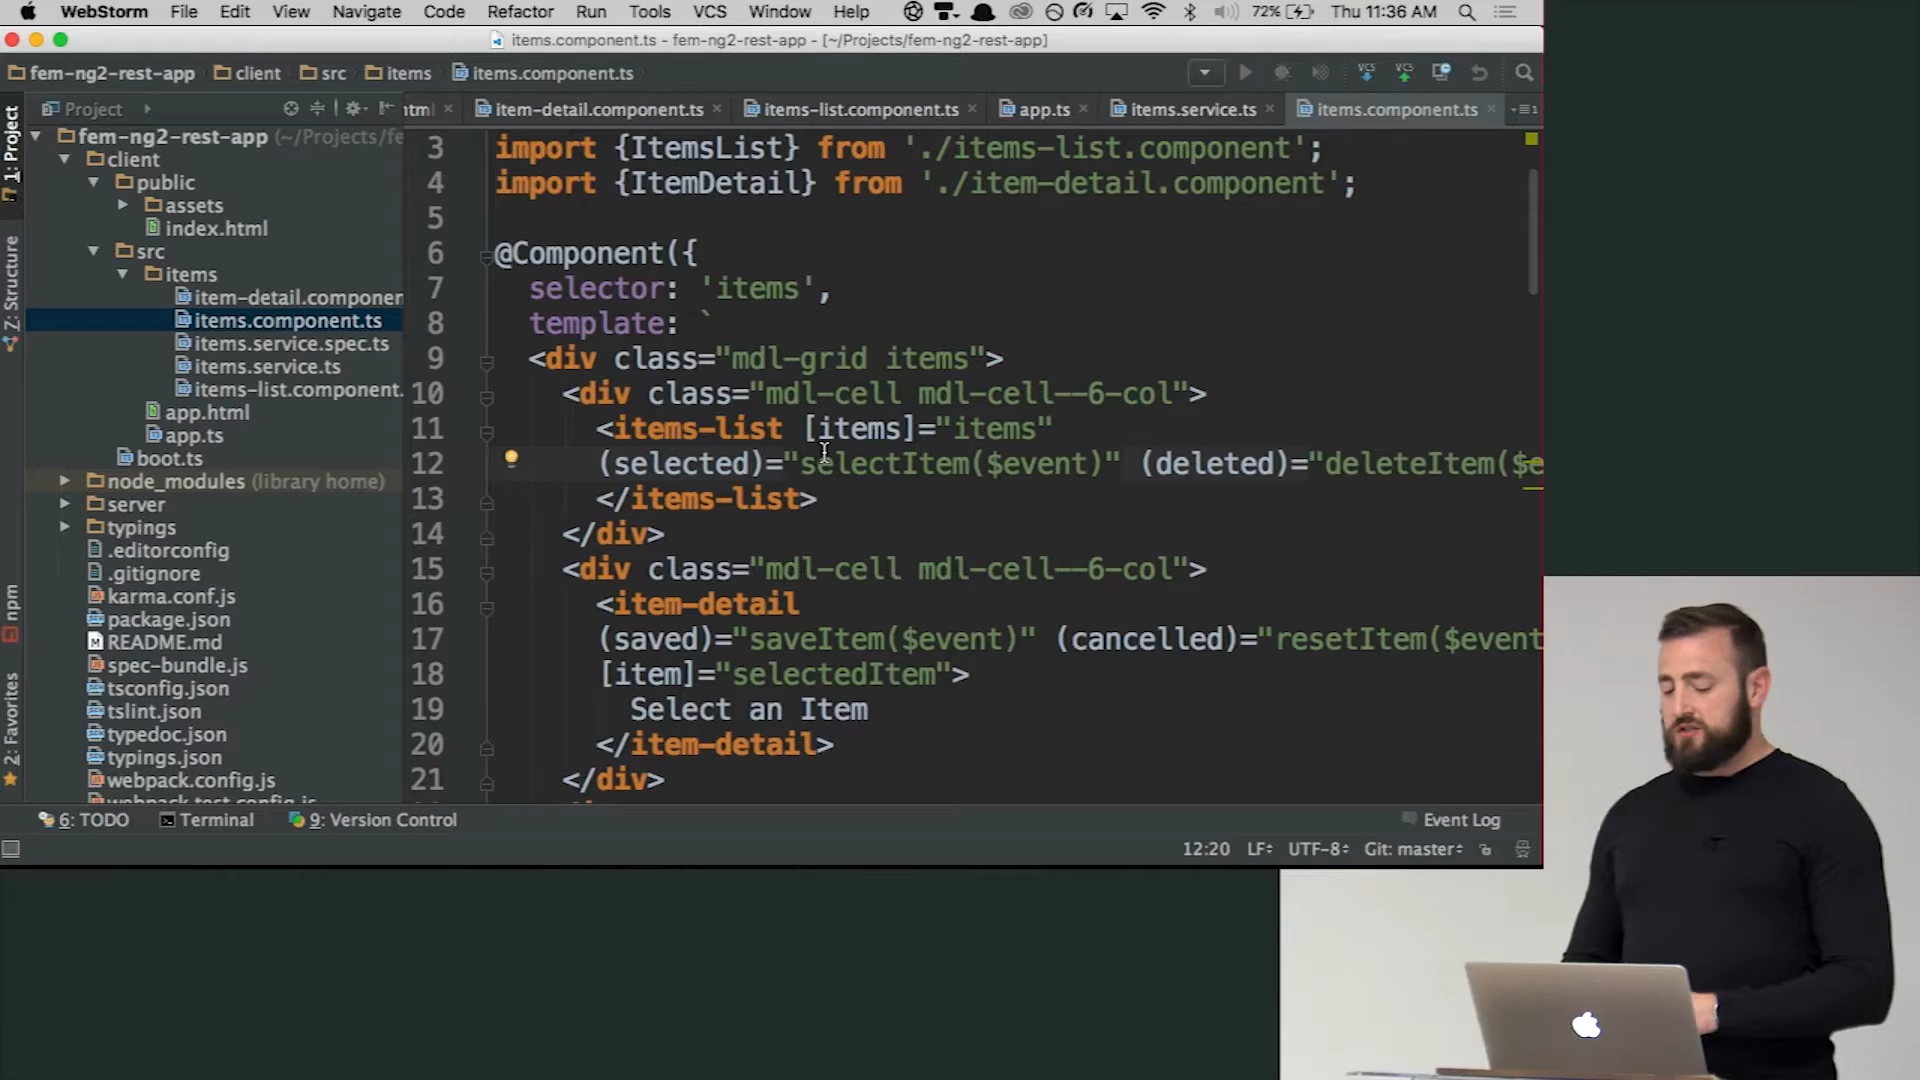 WebStorm File Edit View Navigate Code Refactor Run Tools VCS Window Help 72% Thu 11:36 AM
items.component.ts - fem-ng2-rest-app - [~/Projects/fem-ng2-rest-app]
fem-ng2-rest-app client src items items.component.ts
Project
html item-detail.component.ts items-list.component.ts app.ts items.service.ts items.component.ts
1: Project
Z: Structure
npm
2: Favorites
fem-ng2-rest-app (~/Projects/fe
client
public
assets
index.html
src
items
item-detail.componen
items.component.ts
items.service.spec.ts
items.service.ts
items-list.component.
app.html
app.ts
boot.ts
node_modules (library home)
server
typings
.editorconfig
.gitignore
karma.conf.js
package.json
README.md
spec-bundle.js
tsconfig.json
tslint.json
typedoc.json
typings.json
webpack.config.js
webpack.test.config.js
3 import {ItemsList} from './items-list.component';
4 import {ItemDetail} from './item-detail.component';
5
6 @Component({
7 selector: 'items',
8 template: `
9 <div class="mdl-grid items">
10 <div class="mdl-cell mdl-cell--6-col">
11 <items-list [items]="items"
12 (selected)="selectItem($event)" (deleted)="deleteItem($e
13 </items-list>
14 </div>
15 <div class="mdl-cell mdl-cell--6-col">
16 <item-detail
17 (saved)="saveItem($event)" (cancelled)="resetItem($event
18 [item]="selectedItem">
19 Select an Item
20 </item-detail>
21 </div>
6: TODO Terminal 9: Version Control Event Log
12:20 LF UTF-8 Git: master